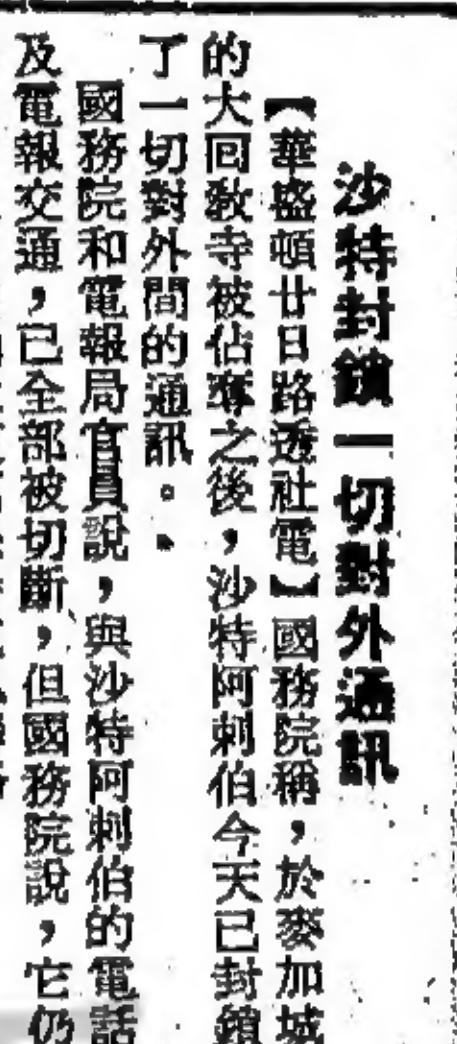 沙特封鎖一切對外通訊
【華盛頓廿日路透社電】國務院稱，於麥加城
的大回敎寺被佔奪之後，沙特阿剌伯今天已封鎖
了一切對外間的通訊。
國務院和電報局官員說，與沙特阿剌伯的電話
及電報交通，已全部被切斷，但國務院說，它仍